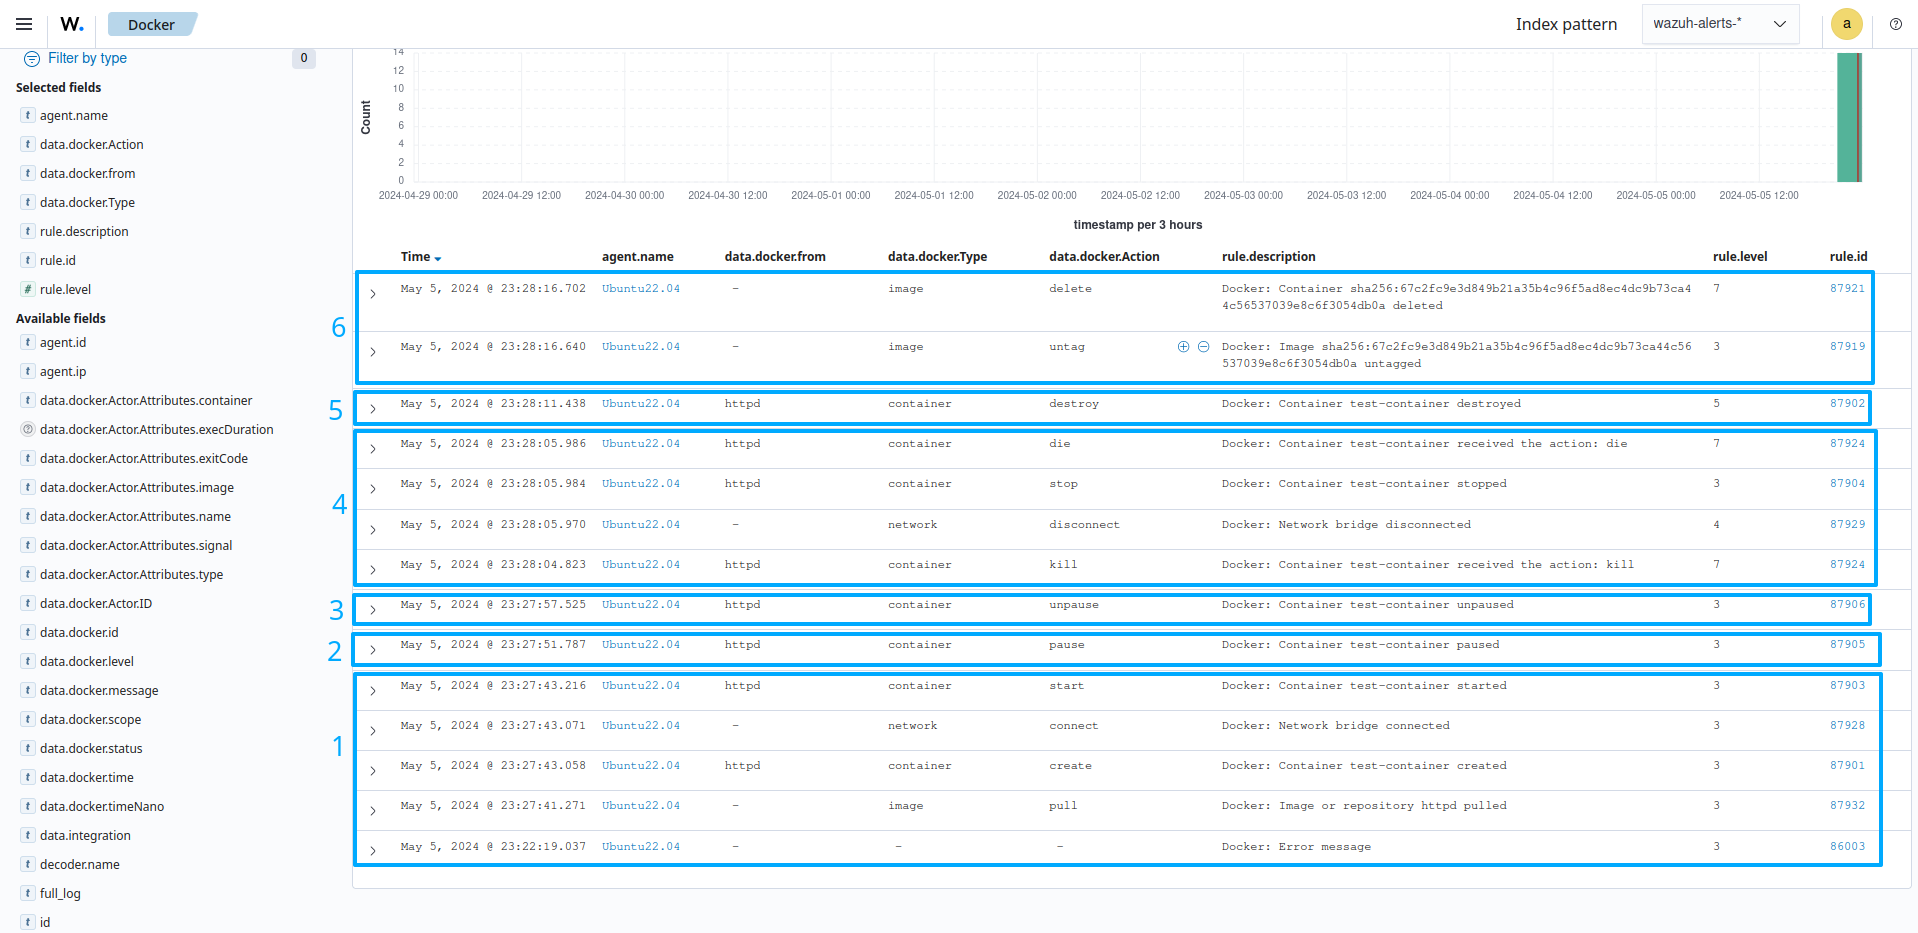 W. Docker Index pattern wazuh-alerts-* a
Filter by type 0
Selected fields
t agent.name
t data.docker.Action
t data.docker.from
t data.docker.Type
t rule.description
t rule.id
# rule.level
Available fields
t agent.id
t agent.ip
t data.docker.Actor.Attributes.container
data.docker.Actor.Attributes.execDuration
t data.docker.Actor.Attributes.exitCode
t data.docker.Actor.Attributes.image
t data.docker.Actor.Attributes.name
t data.docker.Actor.Attributes.signal
t data.docker.Actor.Attributes.type
t data.docker.Actor.ID
t data.docker.id
t data.docker.level
t data.docker.message
t data.docker.scope
t data.docker.status
t data.docker.time
t data.docker.timeNano
t data.integration
t decoder.name
t full_log
t id
Count
14
12
10
8
6
4
2
0
2024-04-29 00:00 2024-04-29 12:00 2024-04-30 00:00 2024-04-30 12:00 2024-05-01 00:00 2024-05-01 12:00 2024-05-02 00:00 2024-05-02 12:00 2024-05-03 00:00 2024-05-03 12:00 2024-05-04 00:00 2024-05-04 12:00 2024-05-05 00:00 2024-05-05 12:00
timestamp per 3 hours
Time agent.name data.docker.from data.docker.Type data.docker.Action rule.description rule.level rule.id
6
May 5, 2024 @ 23:28:16.702 Ubuntu22.04 - image delete Docker: Container sha256:67c2fc9e3d849b21a35b4c96f5ad8ec4dc9b73ca4 7 87921
4c56537039e8c6f3054db0a deleted
May 5, 2024 @ 23:28:16.640 Ubuntu22.04 - image untag Docker: Image sha256:67c2fc9e3d849b21a35b4c96f5ad8ec4dc9b73ca44c56 3 87919
537039e8c6f3054db0a untagged
5
May 5, 2024 @ 23:28:11.438 Ubuntu22.04 httpd container destroy Docker: Container test-container destroyed 5 87902
4
May 5, 2024 @ 23:28:05.986 Ubuntu22.04 httpd container die Docker: Container test-container received the action: die 7 87924
May 5, 2024 @ 23:28:05.984 Ubuntu22.04 httpd container stop Docker: Container test-container stopped 3 87904
May 5, 2024 @ 23:28:05.970 Ubuntu22.04 - network disconnect Docker: Network bridge disconnected 4 87929
May 5, 2024 @ 23:28:04.823 Ubuntu22.04 httpd container kill Docker: Container test-container received the action: kill 7 87924
3
May 5, 2024 @ 23:27:57.525 Ubuntu22.04 httpd container unpause Docker: Container test-container unpaused 3 87906
2
May 5, 2024 @ 23:27:51.787 Ubuntu22.04 httpd container pause Docker: Container test-container paused 3 87905
1
May 5, 2024 @ 23:27:43.216 Ubuntu22.04 httpd container start Docker: Container test-container started 3 87903
May 5, 2024 @ 23:27:43.071 Ubuntu22.04 - network connect Docker: Network bridge connected 3 87928
May 5, 2024 @ 23:27:43.058 Ubuntu22.04 httpd container create Docker: Container test-container created 3 87901
May 5, 2024 @ 23:27:41.271 Ubuntu22.04 - image pull Docker: Image or repository httpd pulled 3 87932
May 5, 2024 @ 23:22:19.037 Ubuntu22.04 - - - Docker: Error message 3 86003